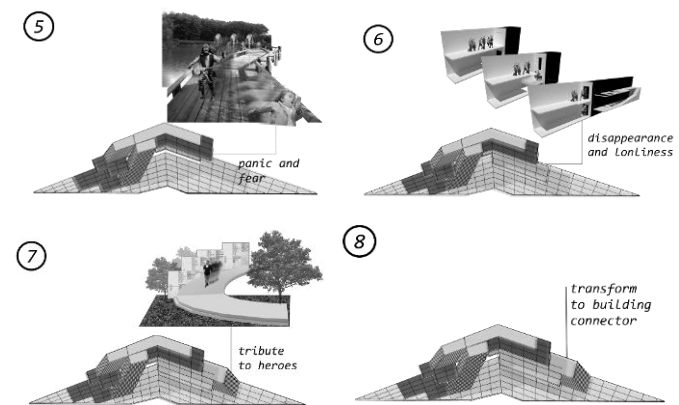 5
panic and
fear
6
disappearance
and lonliness
7
tribute
to heroes
8
transform
to building
connector